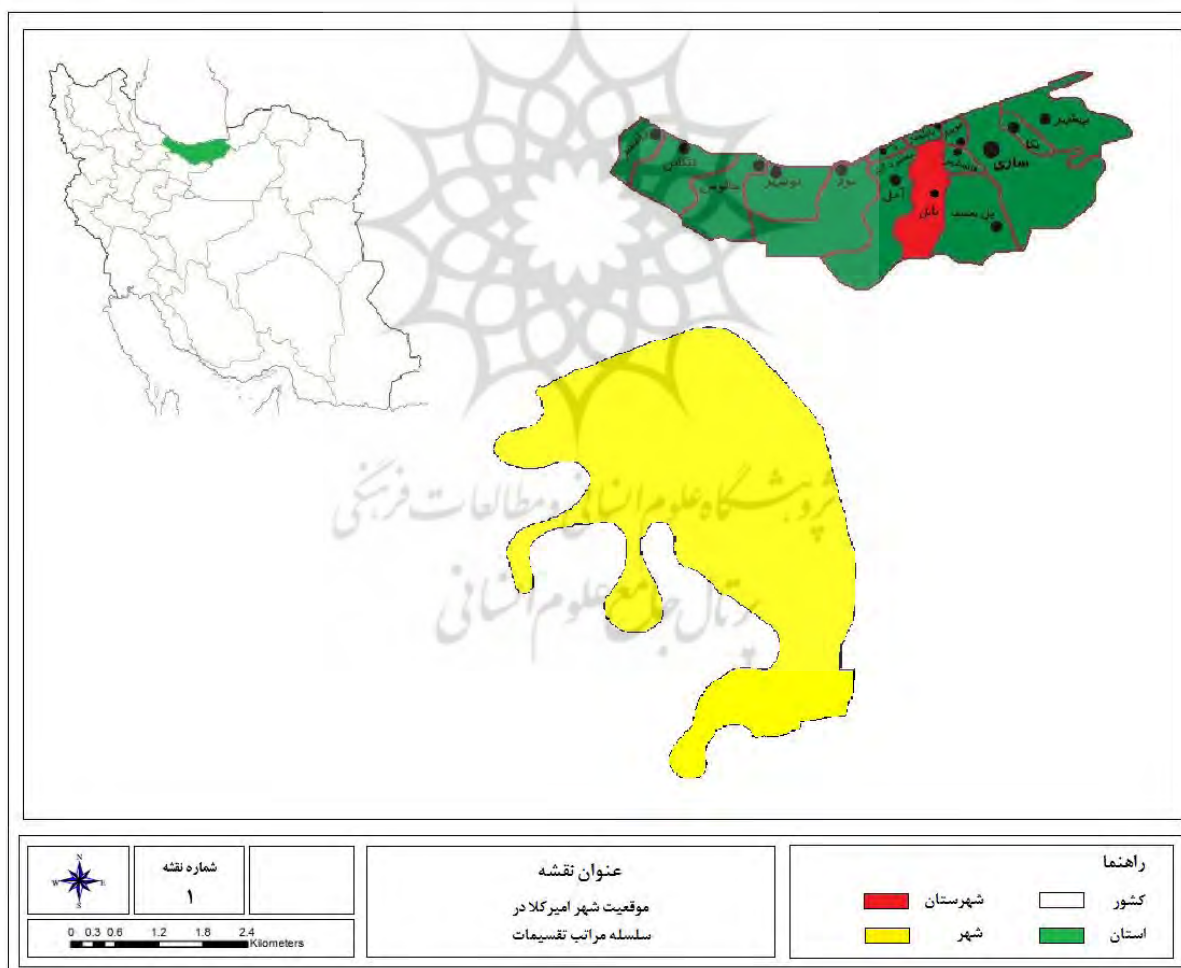 رامسر
تنکابن
چالوس
نوشهر
نور
آمل
بابل
ساری
نکا
بهشهر
پژوهشگاه علوم انسانی و مطالعات فرهنگی
پرتال جامع علوم انسانی
N
W E
S
شماره نقشه
۱
0 0.3 0.6 1.2 1.8 2.4
Kilometers
عنوان نقشه
موقعیت شهر امیرکلا در
سلسله مراتب تقسیمات
راهنما
کشور
شهرستان
استان
شهر